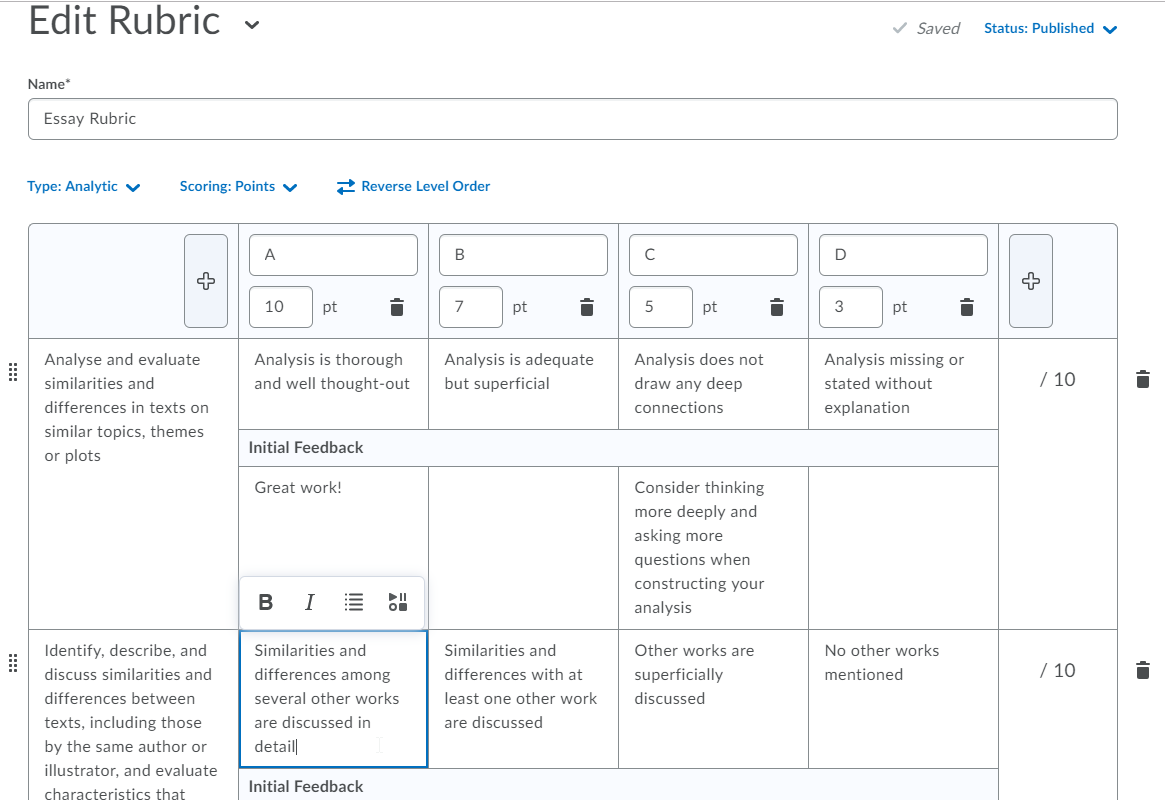 Edit Rubric
Saved
Status: Published
Name*
Essay Rubric
Type: Analytic
Scoring: Points
Reverse Level Order
A
B
C
D
10 pt
7 pt
5 pt
3 pt
Analyse and evaluate
similarities and
differences in texts on
similar topics, themes
or plots
Analysis is thorough
and well thought-out
Analysis is adequate
but superficial
Analysis does not
draw any deep
connections
Analysis missing or
stated without
explanation
/ 10
Initial Feedback
Great work!
Consider thinking
more deeply and
asking more
questions when
constructing your
analysis
B I
Identify, describe, and
discuss similarities and
differences between
texts, including those
by the same author or
illustrator, and evaluate
characteristics that
Similarities and
differences among
several other works
are discussed in
detail
Similarities and
differences with at
least one other work
are discussed
Other works are
superficially
discussed
No other works
mentioned
/ 10
Initial Feedback